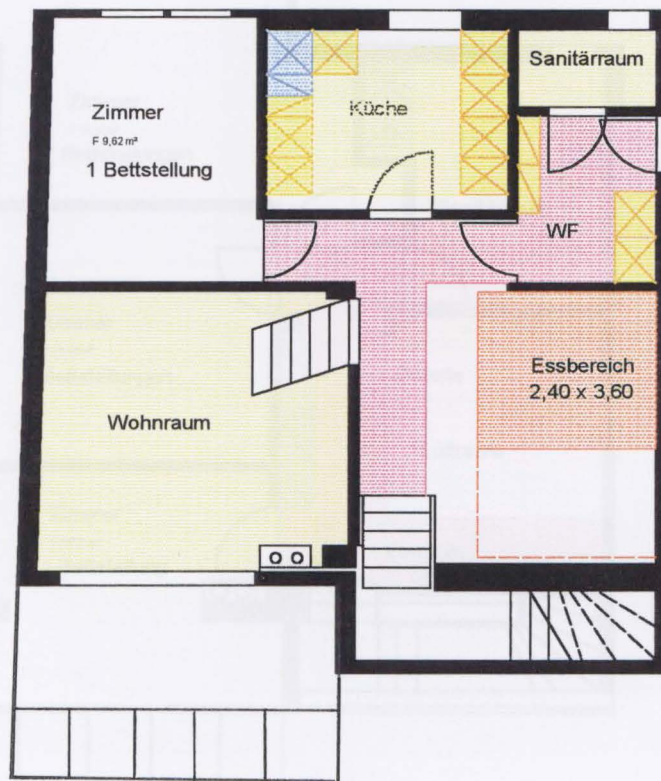 Sanitärraum
Küche
Zimmer
F 9,62 m²
1 Bettstellung
WF
Essbereich
2,40 x 3,60
Wohnraum